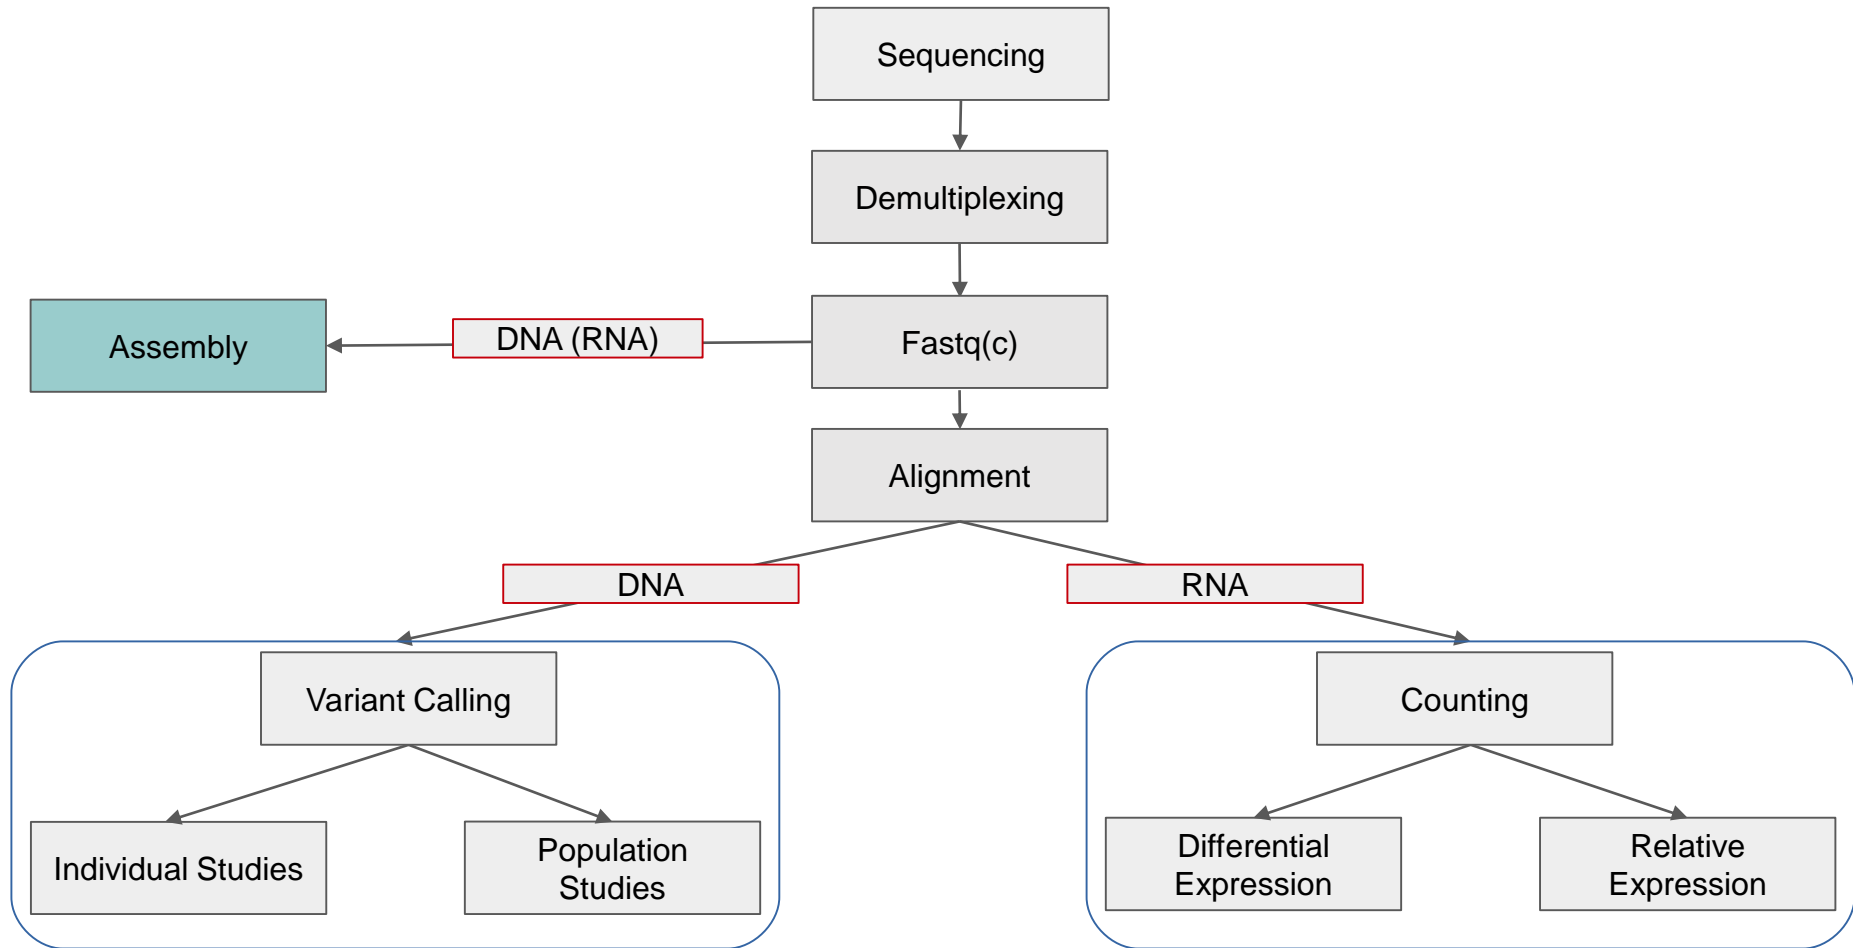 Sequencing
Demultiplexing
Assembly
DNA (RNA)
Fastq(c)
Alignment
DNA
RNA
Variant Calling
Counting
Individual Studies
Population
Studies
Differential
Expression
Relative
Expression